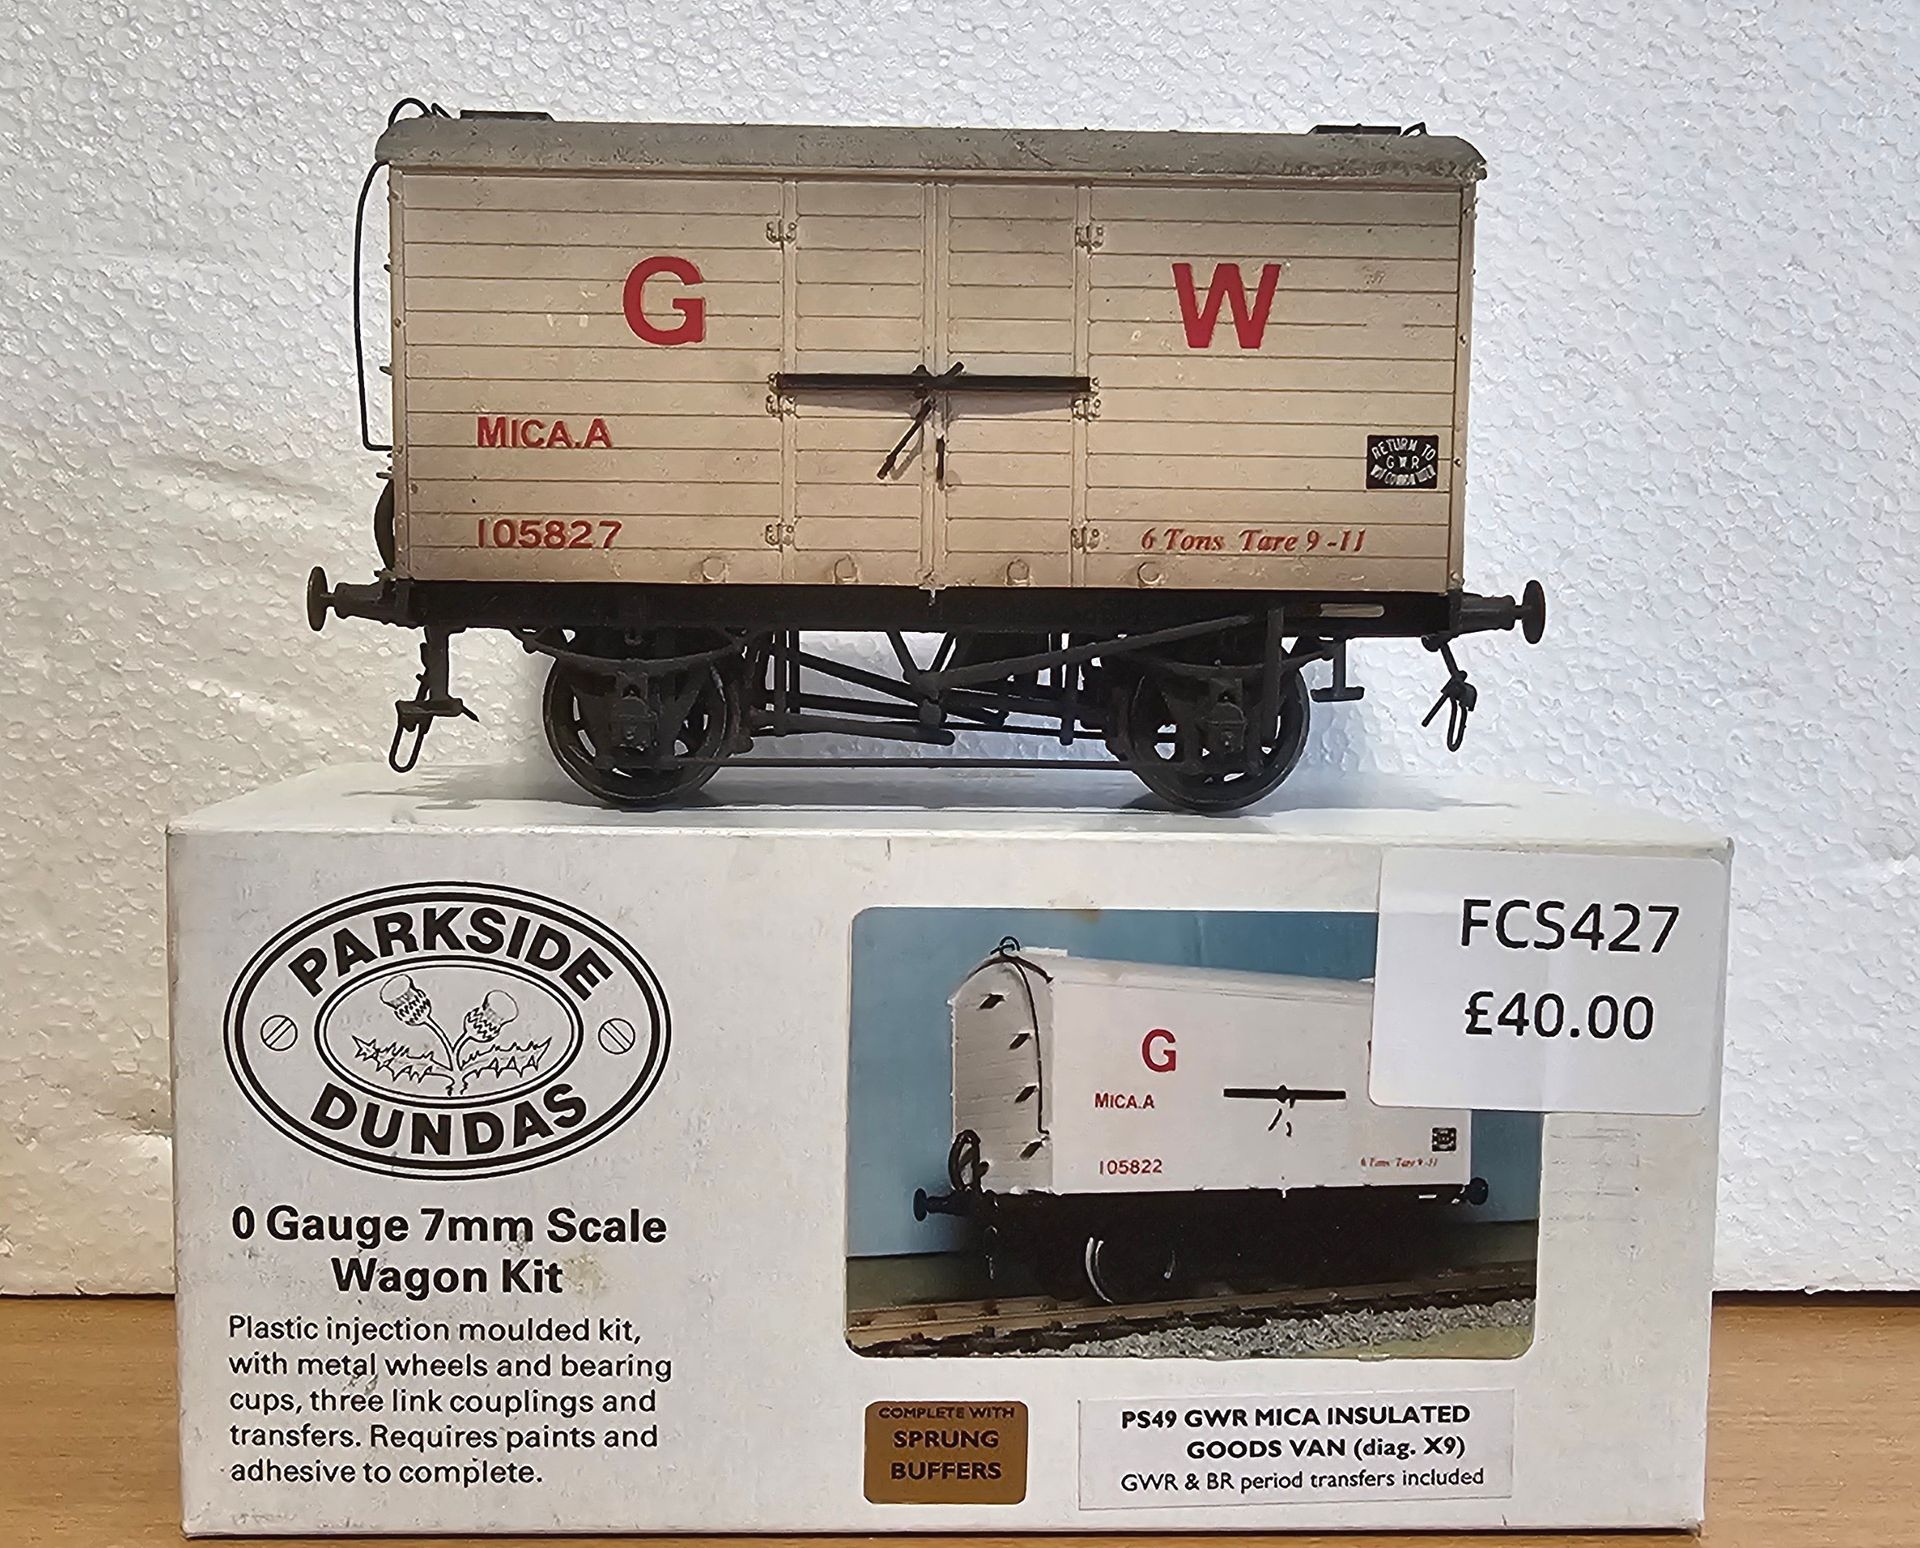 G W
MICA.A
RETURN TO
G W R
105827
6 Tons Tare 9-11
PARKSIDE
DUNDAS
0 Gauge 7mm Scale
Wagon Kit
Plastic injection moulded kit,
with metal wheels and bearing
cups, three link couplings and
transfers. Requires paints and
adhesive to complete.
FCS427
£40.00
G
MICA.A
105822
6 Tons Tare 9-11
COMPLETE WITH
SPRUNG
BUFFERS
PS49 GWR MICA INSULATED
GOODS VAN (diag. X9)
GWR & BR period transfers included